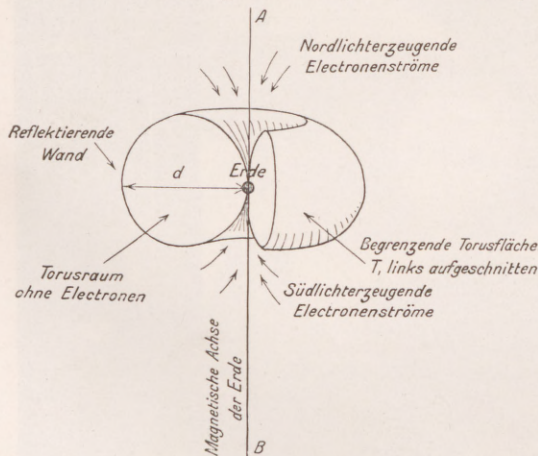 A
Nordlichterzeugende
Electronenströme
Reflektierende
Wand
d
Erde
Torusraum
ohne Electronen
Begrenzende Torusfläche
T, links aufgeschnitten
Südlichterzeugende
Electronenströme
Magnetische Achse
der Erde
B